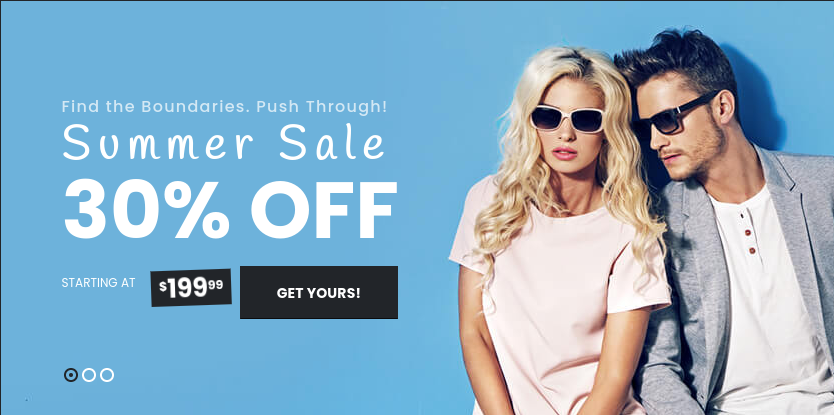 Find the Boundaries. Push Through!
Summer Sale
30% OFF
STARTING AT $19999 GET YOURS!